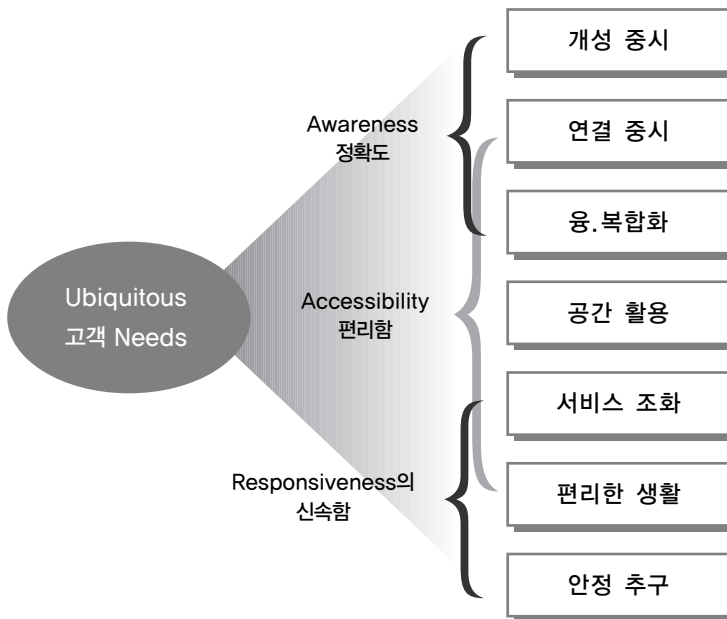 Ubiquitous
고객 Needs
Awareness
정확도
Accessibility
편리함
Responsiveness의
신속함
개성 중시
연결 중시
융.복합화
공간 활용
서비스 조화
편리한 생활
안정 추구